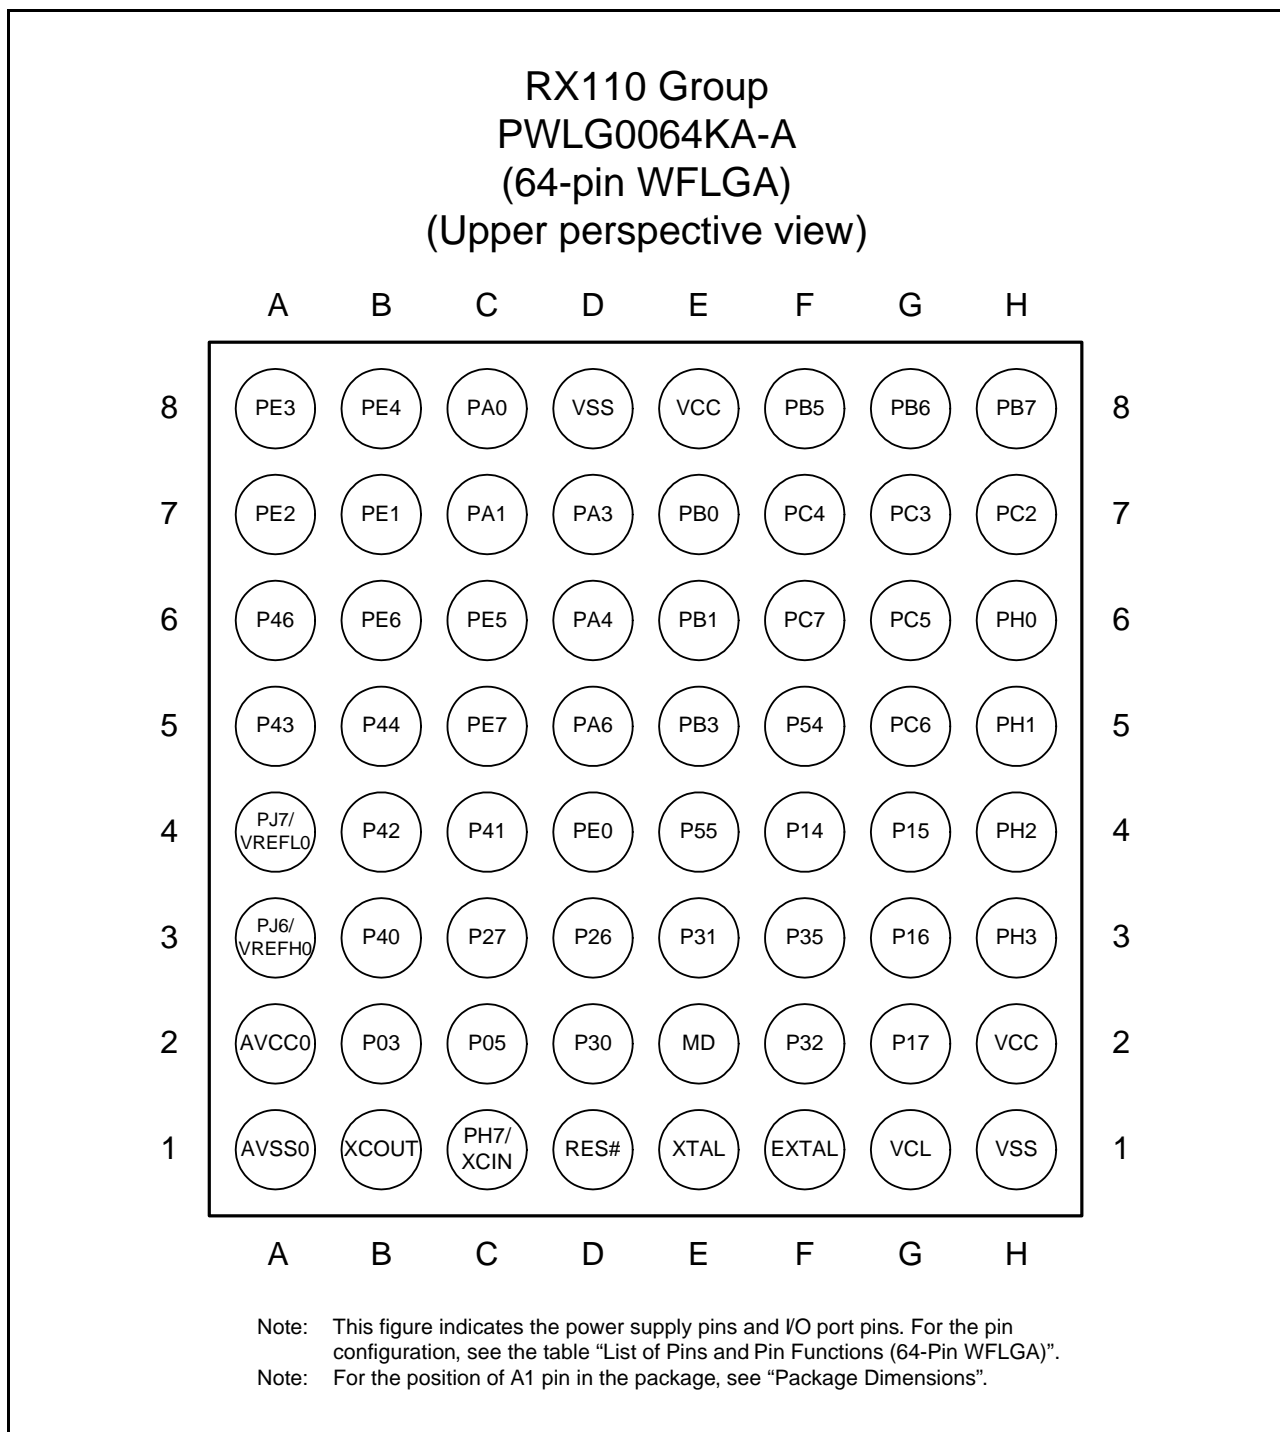 RX110 Group
PWLG0064KA-A
(64-pin WFLGA)
(Upper perspective view)
A B C D E F G H
8 PE3 PE4 PA0 VSS VCC PB5 PB6 PB7 8
7 PE2 PE1 PA1 PA3 PB0 PC4 PC3 PC2 7
6 P46 PE6 PE5 PA4 PB1 PC7 PC5 PH0 6
5 P43 P44 PE7 PA6 PB3 P54 PC6 PH1 5
4 PJ7/ VREFL0 P42 P41 PE0 P55 P14 P15 PH2 4
3 PJ6/ VREFH0 P40 P27 P26 P31 P35 P16 PH3 3
2 AVCC0 P03 P05 P30 MD P32 P17 VCC 2
1 AVSS0 XCOUT PH7/ XCIN RES# XTAL EXTAL VCL VSS 1
A B C D E F G H
Note: This figure indicates the power supply pins and I/O port pins. For the pin
configuration, see the table “List of Pins and Pin Functions (64-Pin WFLGA)”.
Note: For the position of A1 pin in the package, see “Package Dimensions”.